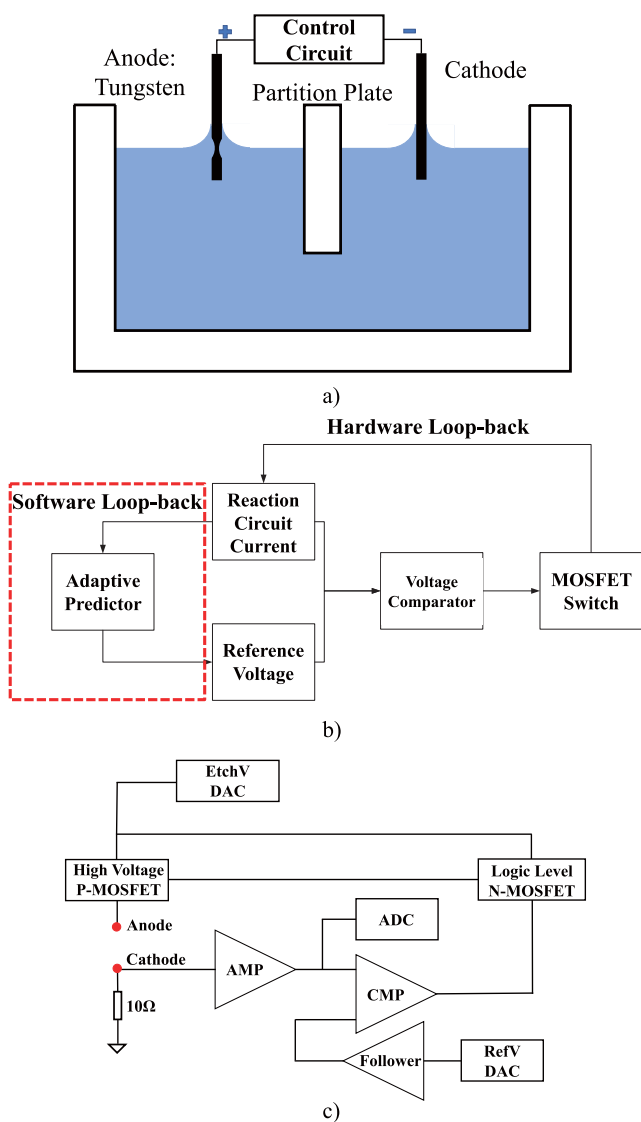 +
Control
Circuit
−
Anode:
Tungsten
Partition Plate
Cathode
a)
Hardware Loop-back
Software Loop-back
Reaction
Circuit
Current
Adaptive
Predictor
Voltage
Comparator
MOSFET
Switch
Reference
Voltage
b)
EtchV
DAC
High Voltage
P-MOSFET
Logic Level
N-MOSFET
Anode
ADC
Cathode
AMP
CMP
10Ω
Follower
RefV
DAC
c)